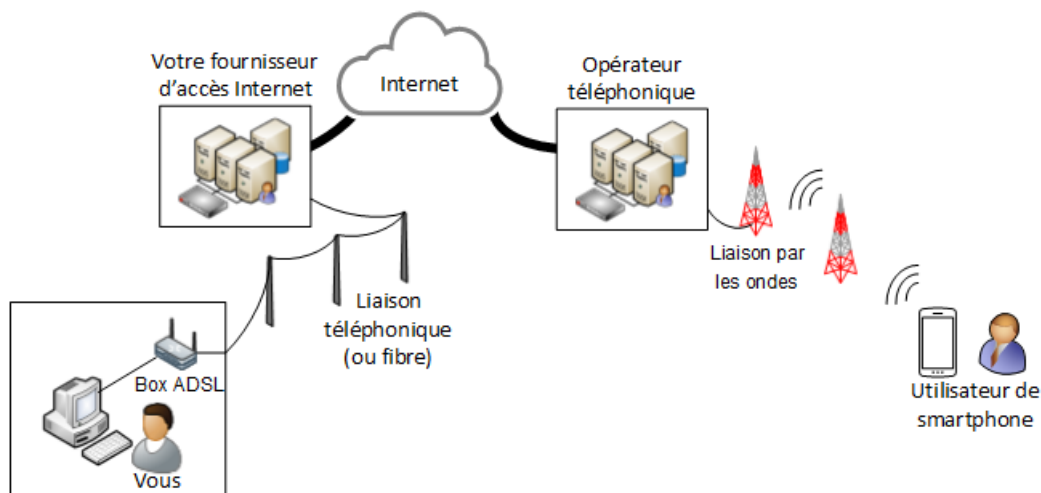 Votre fournisseur
d'accès Internet
Internet
Opérateur
téléphonique
Liaison par
les ondes
Liaison
téléphonique
(ou fibre)
Box ADSL
Vous
Utilisateur de
smartphone